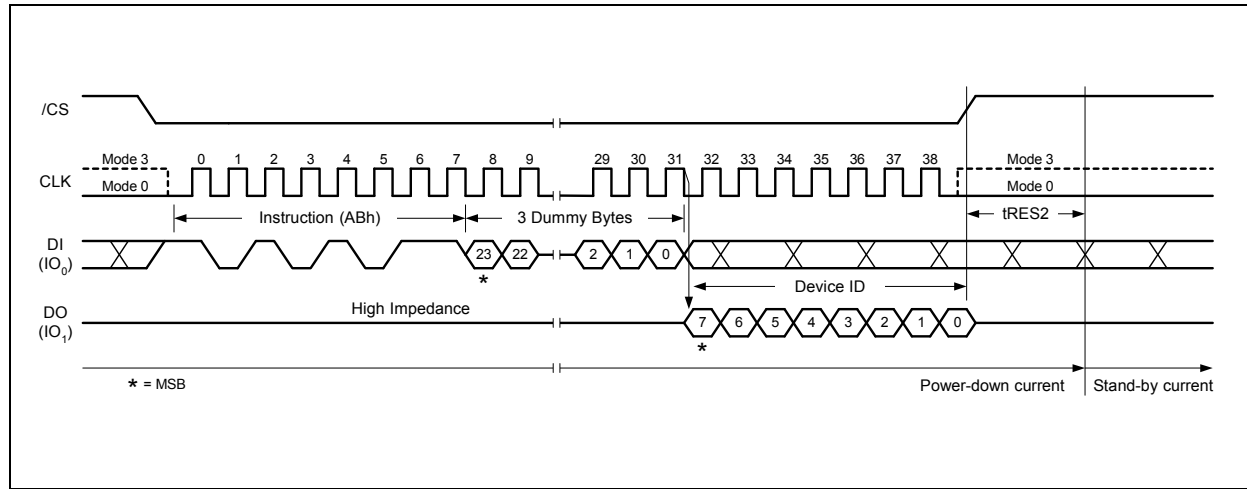 /CS
Mode 3 0 1 2 3 4 5 6 7 8 9 29 30 31 32 33 34 35 36 37 38 Mode 3
CLK
Mode 0 Mode 0
Instruction (ABh) 3 Dummy Bytes tRES2
DI
(IO0)
23 22 2 1 0
*
Device ID
High Impedance
DO
(IO1)
7 6 5 4 3 2 1 0
*
* = MSB
Power-down current Stand-by current